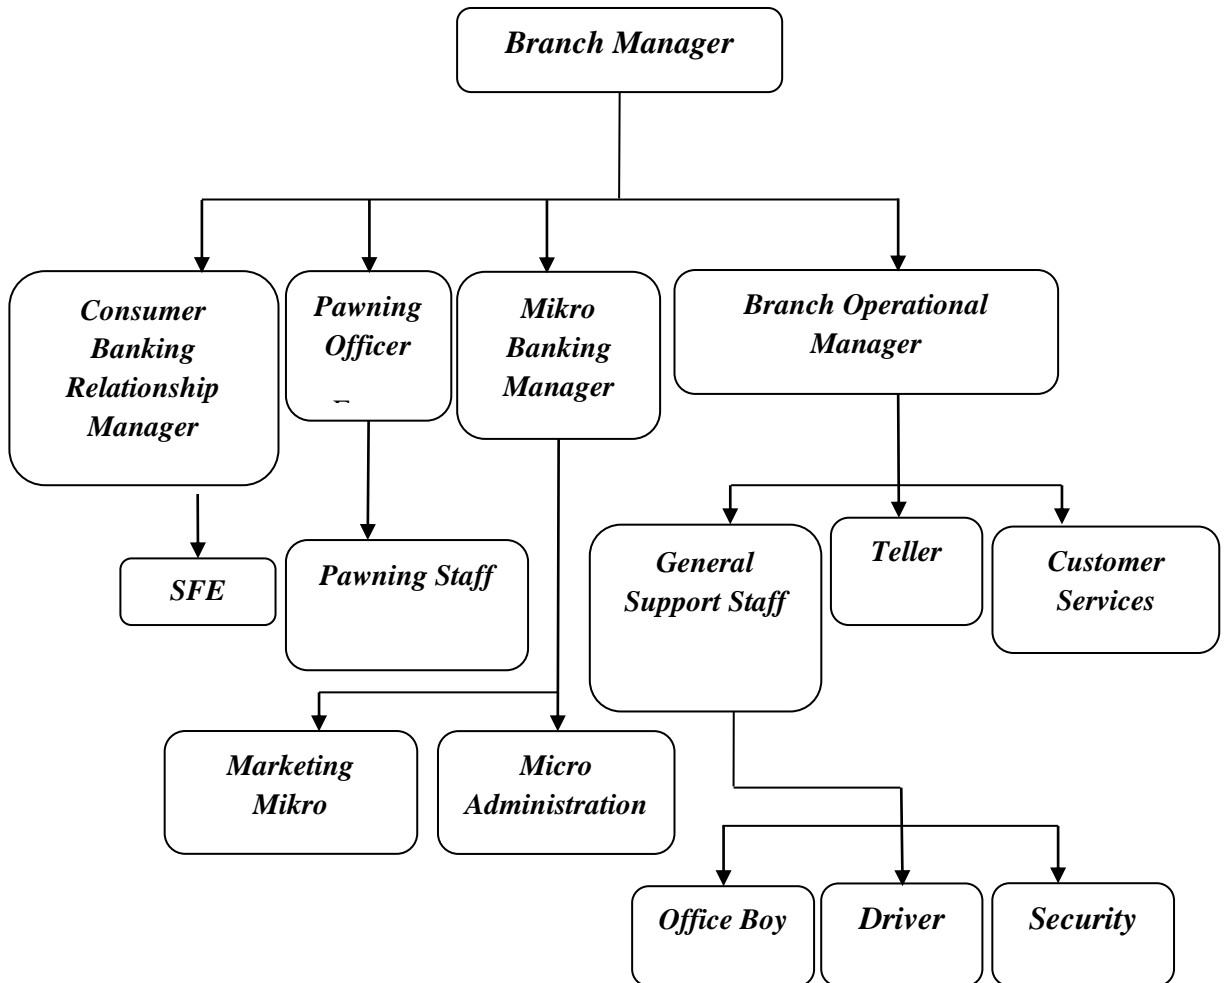 Branch Manager
Consumer
Banking
Relationship
Manager
Pawning
Officer
Mikro
Banking
Manager
Branch Operational
Manager
SFE
Pawning Staff
General
Support Staff
Teller
Customer
Services
Marketing
Mikro
Micro
Administration
Office Boy
Driver
Security